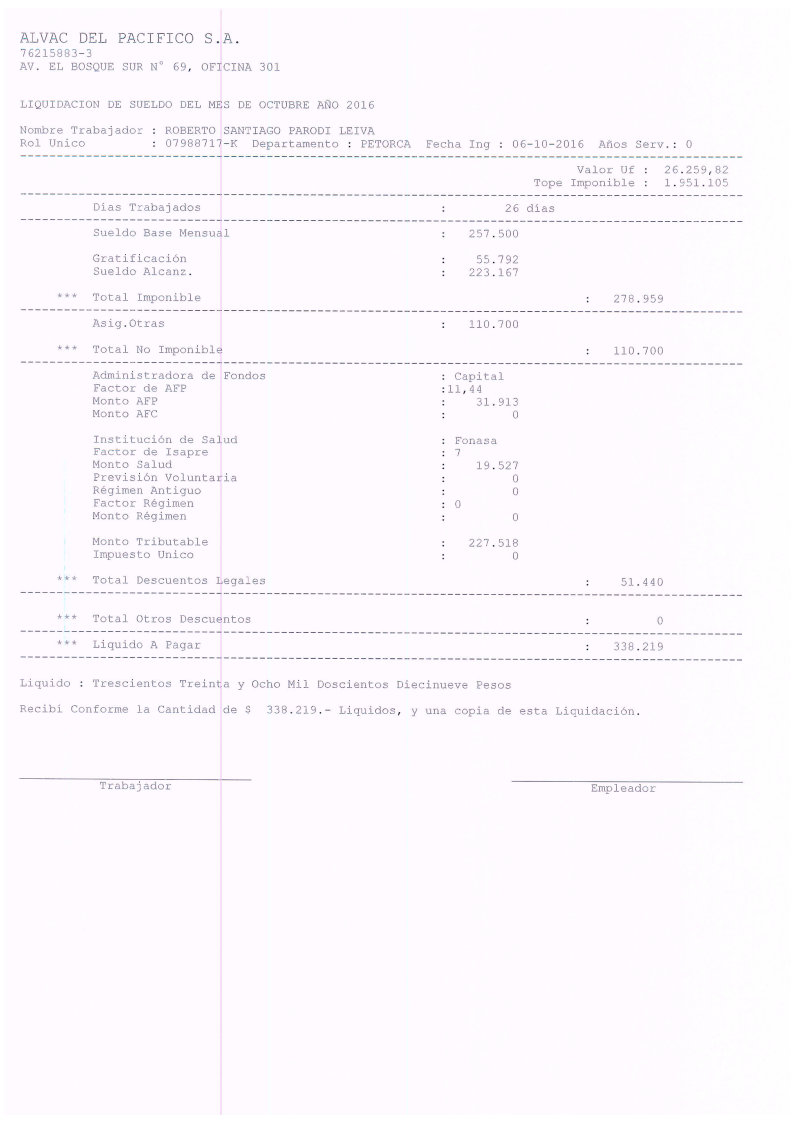 ALVAC DEL PACIFICO S.A.
76215883-3
AV. EL BOSQUE SUR N° 69, OFICINA 301
LIQUIDACION DE SUELDO DEL MES DE OCTUBRE AÑO 2016
Nombre Trabajador : ROBERTO SANTIAGO PARODI LEIVA
Rol Unico : 07988717-K Departamento : PETORCA Fecha Ing : 06-10-2016 Años Serv.: 0
Valor Uf : 26.259,82
Tope Imponible : 1.951.105
Días Trabajados : 26 días
Sueldo Base Mensual : 257.500
Gratificación : 55.792
Sueldo Alcanz. : 223.167
*** Total Imponible : 278.959
Asig.Otras : 110.700
*** Total No Imponible : 110.700
Administradora de Fondos : Capital
Factor de AFP :11,44
Monto AFP : 31.913
Monto AFC : 0
Institución de Salud : Fonasa
Factor de Isapre : 7
Monto Salud : 19.527
Previsión Voluntaria : 0
Régimen Antiguo : 0
Factor Régimen : 0
Monto Régimen : 0
Monto Tributable : 227.518
Impuesto Unico : 0
*** Total Descuentos Legales : 51.440
*** Total Otros Descuentos : 0
*** Liquido A Pagar : 338.219
Liquido : Trescientos Treinta y Ocho Mil Doscientos Diecinueve Pesos
Recibí Conforme la Cantidad de $ 338.219.- Liquidos, y una copia de esta Liquidación.
Trabajador
Empleador